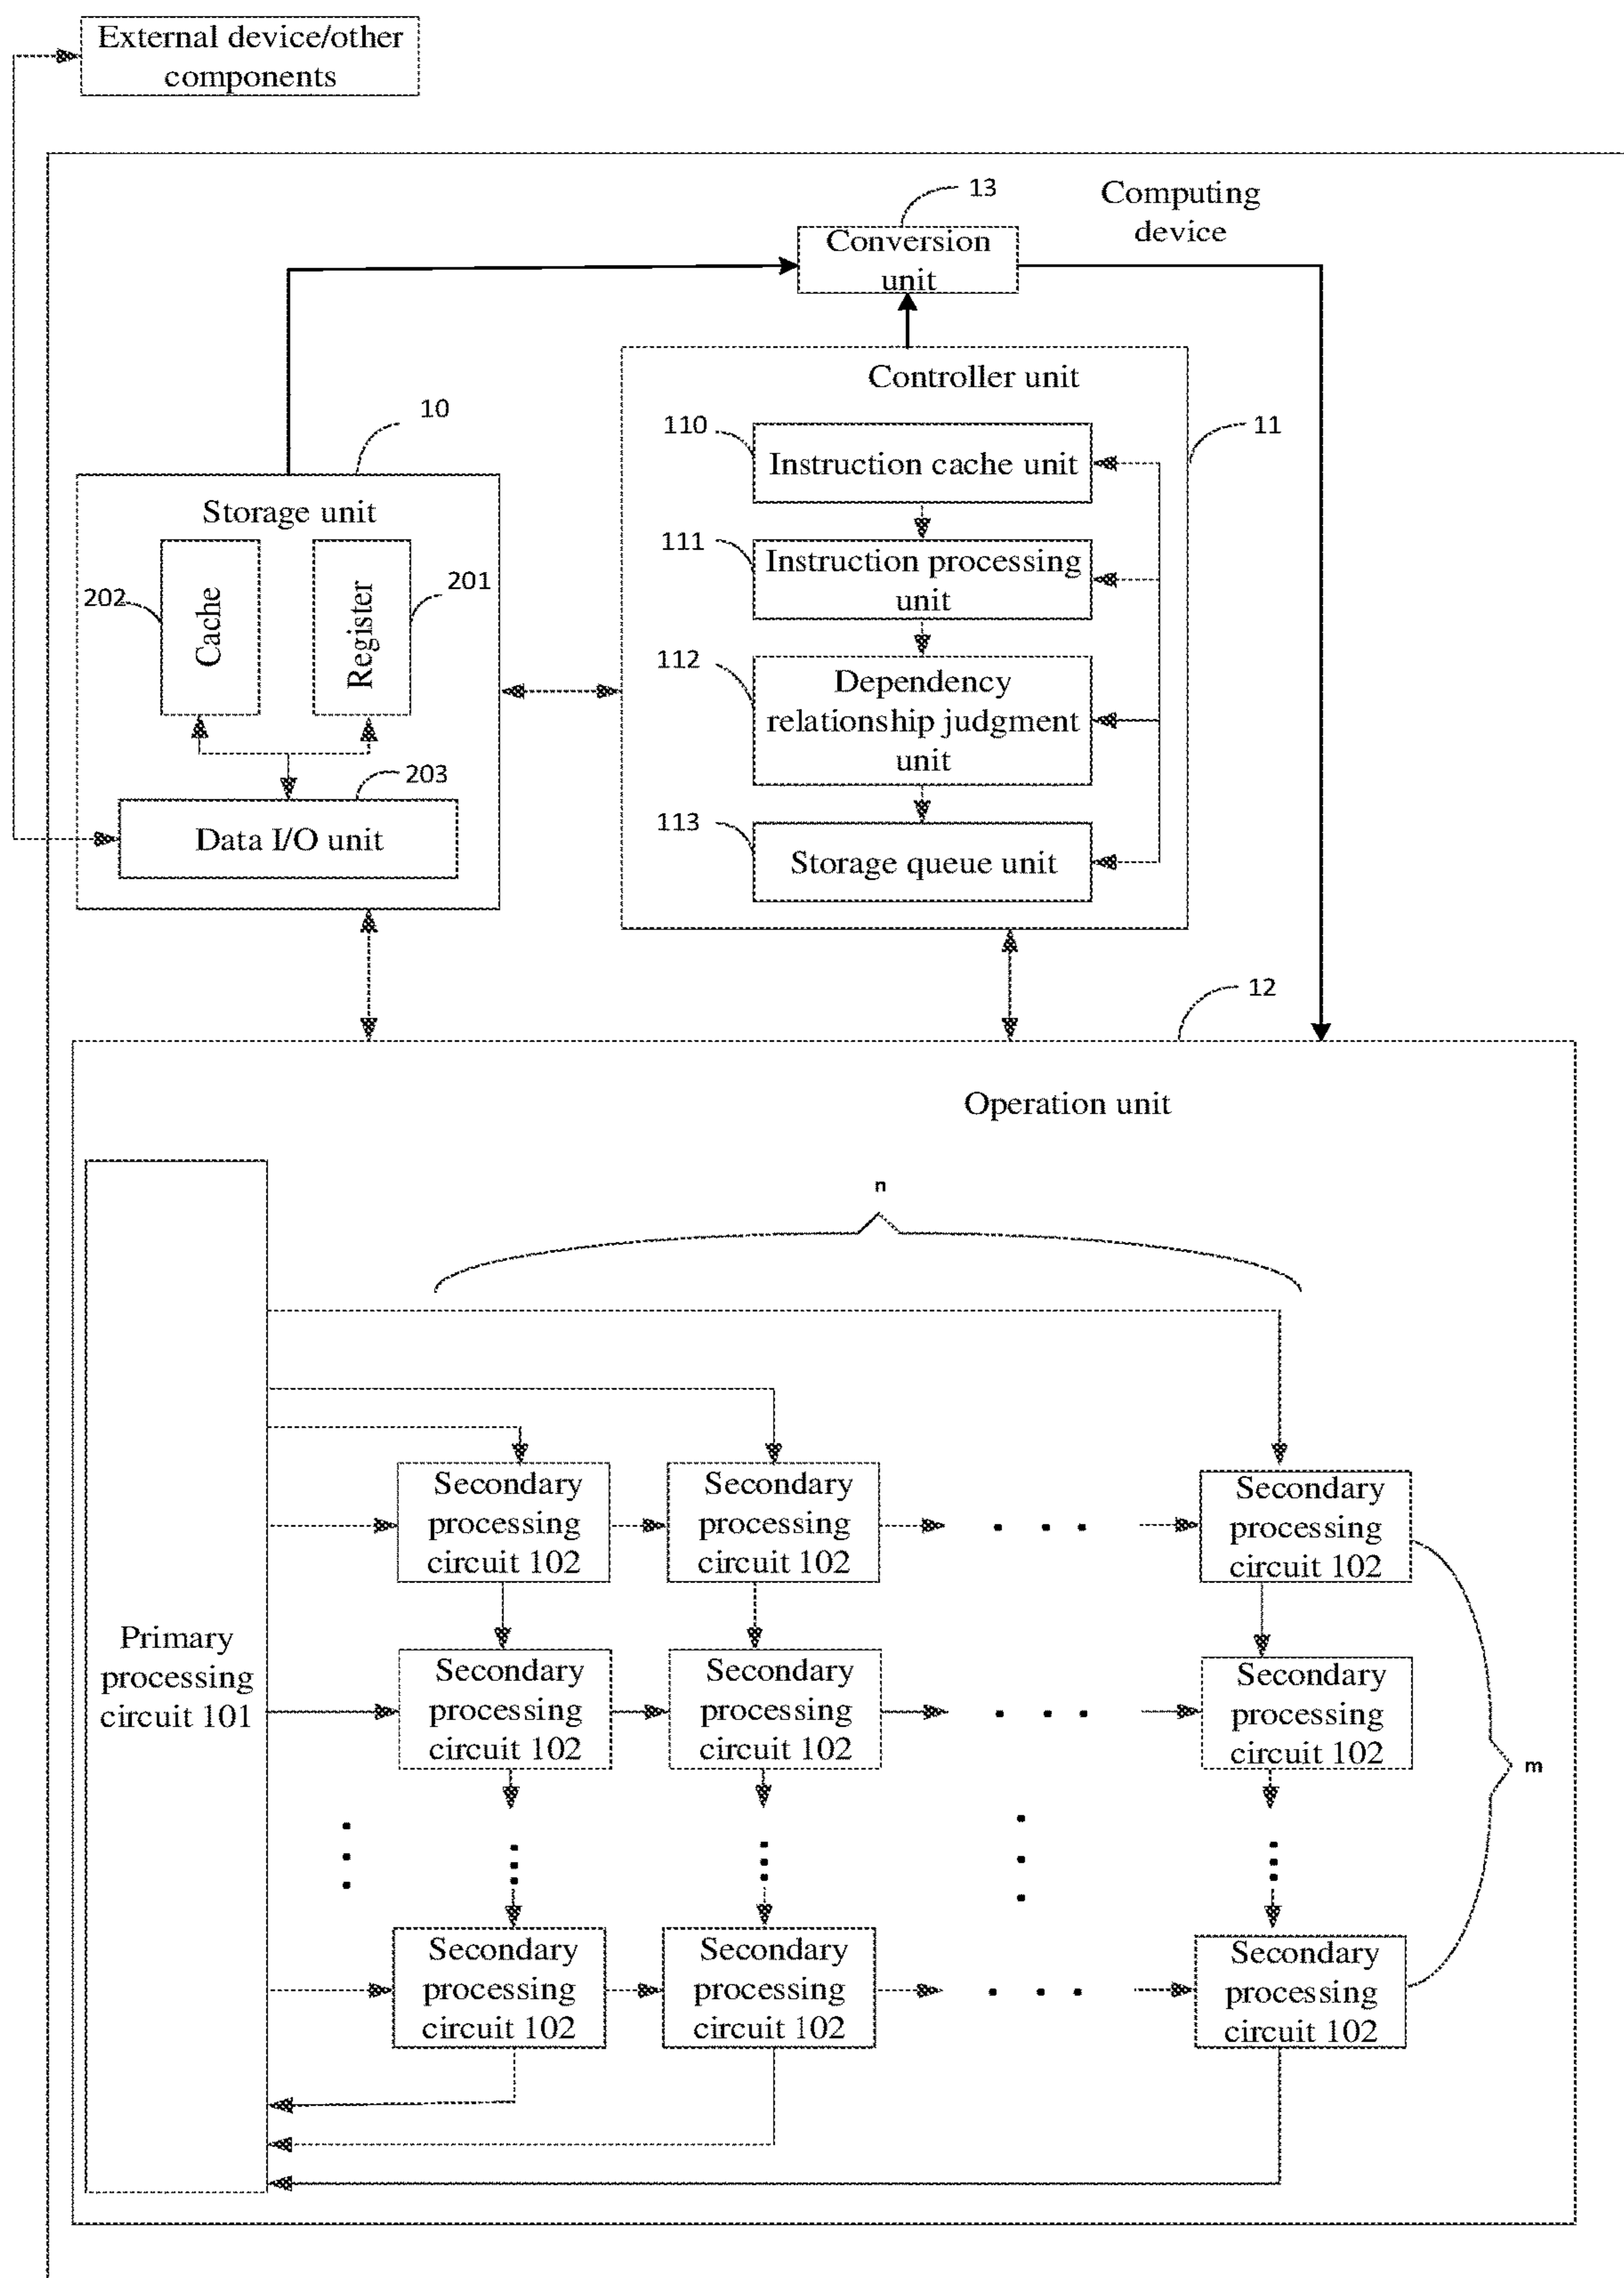 External device/other
components
13
Computing
device
Conversion
unit
Controller unit
10
110
11
Instruction cache unit
Storage unit
111
Instruction processing
unit
202
Cache
Register
201
112
Dependency
relationship judgment
unit
203
Data I/O unit
113
Storage queue unit
12
Operation unit
n
Secondary
processing
circuit 102
Secondary
processing
circuit 102
Secondary
processing
circuit 102
Primary
processing
circuit 101
Secondary
processing
circuit 102
Secondary
processing
circuit 102
Secondary
processing
circuit 102
m
Secondary
processing
circuit 102
Secondary
processing
circuit 102
Secondary
processing
circuit 102